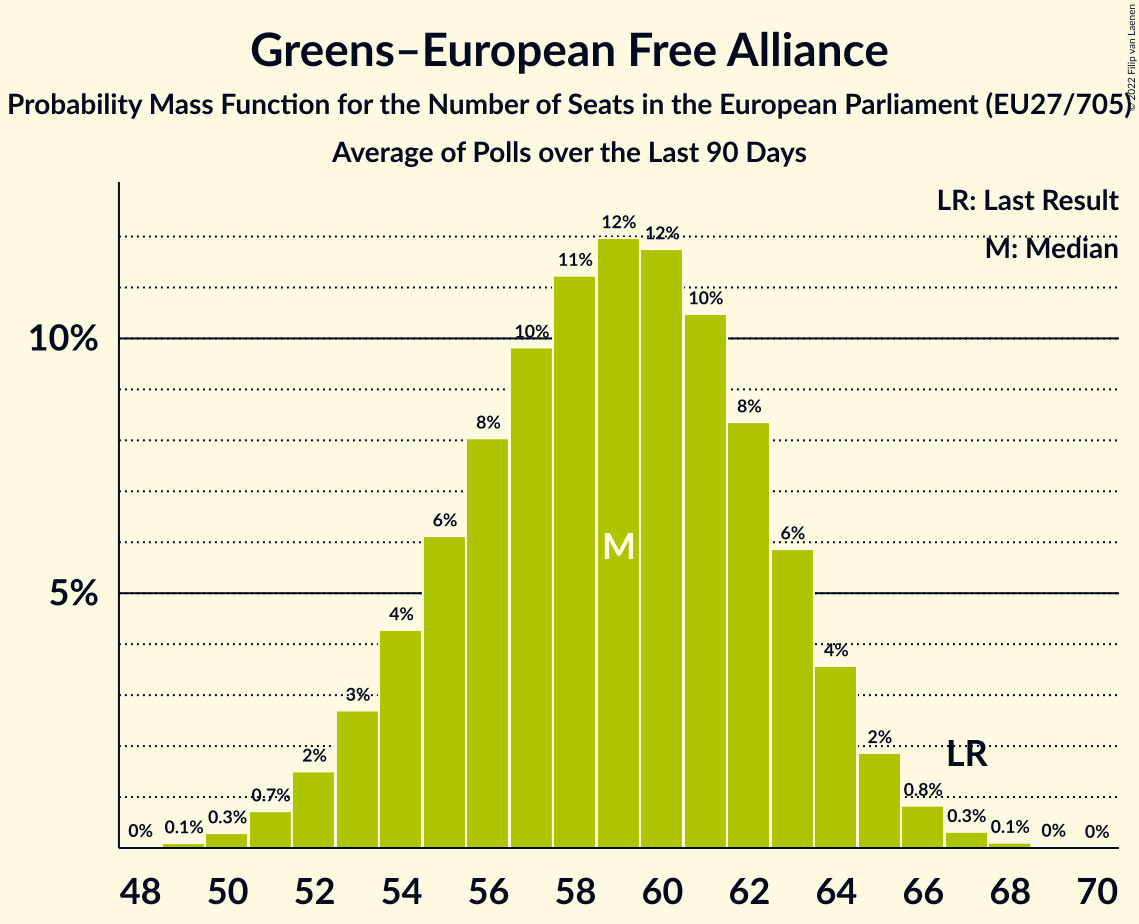 Greens–European Free Alliance
Probability Mass Function for the Number of Seats in the European Parliament (EU27/705)
Average of Polls over the Last 90 Days
© 2022 Filip van Laenen
LR: Last Result
M: Median
10%
5%
0%
0.1%
0.3%
0.7%
2%
3%
4%
6%
8%
10%
11%
12%
12%
10%
8%
6%
4%
2%
0.8%
0.3%
0.1%
0%
0%
M
LR
48 50 52 54 56 58 60 62 64 66 68 70